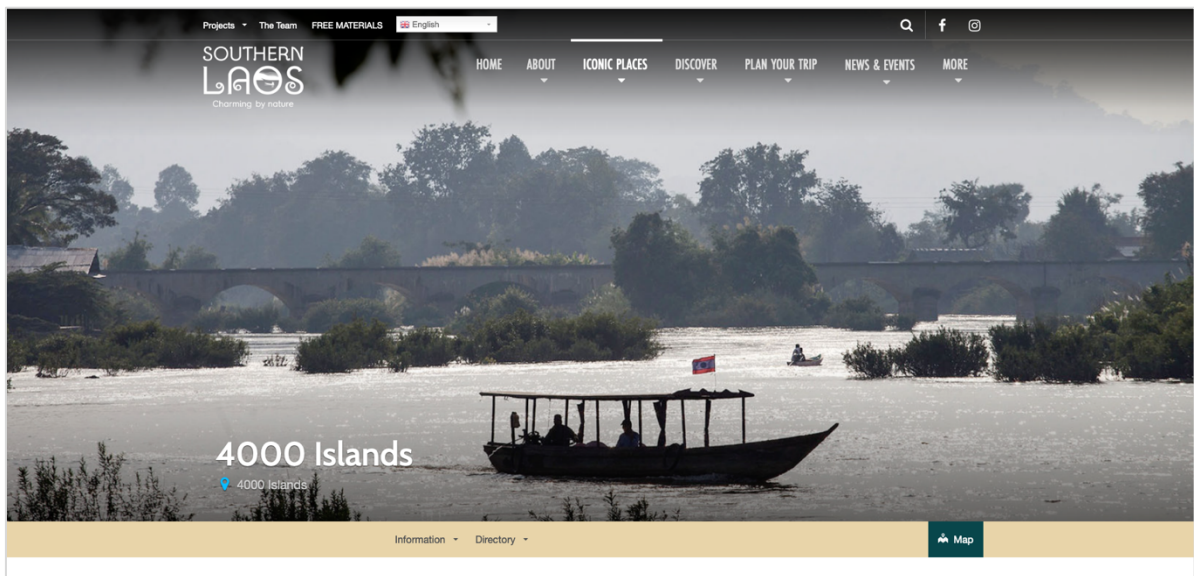 Projects The Team FREE MATERIALS English
SOUTHERN
LAOS
Charming by nature
HOME ABOUT ICONIC PLACES DISCOVER PLAN YOUR TRIP NEWS & EVENTS MORE
4000 Islands
4000 Islands
Information Directory Map